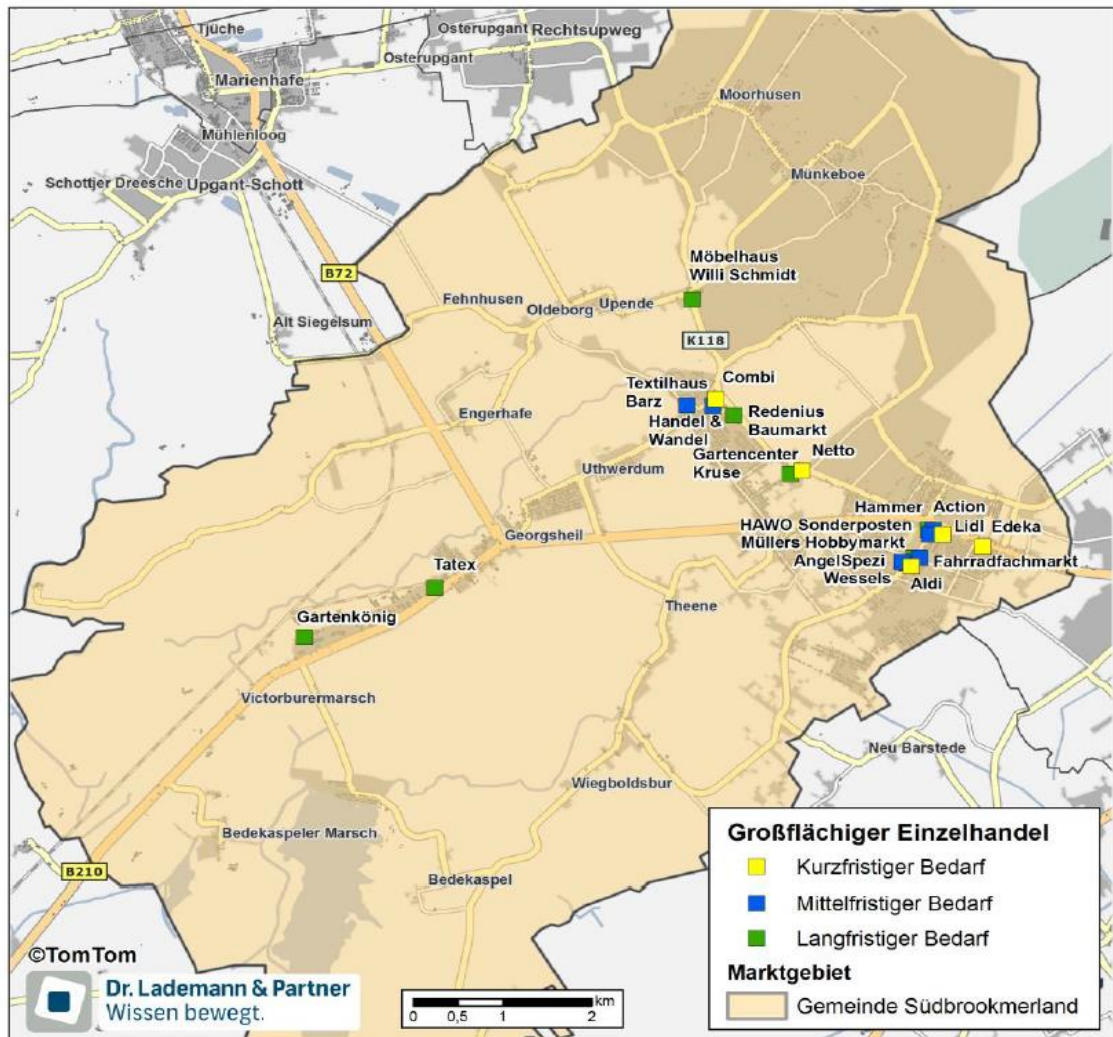 Tjüche
Osterupgant
Rechtsupweg
Osterupgant
Marienhafe
Moorhusen
Mühlenloog
Schottjer Dreesche
Upgant-Schott
Münkeboe
Möbelhaus
Willi Schmidt
B72
Fehnhusen
Upende
Oldeborg
Alt Siegelsum
K118
Textilhaus
Barz
Combi
Engerhafe
Handel &
Wandel
Redenius
Baumarkt
Gartencenter
Kruse
Netto
Uthwerdum
Hammer
Action
HAWO Sonderposten
Lidl
Edeka
Georgsheil
Müllers Hobbymarkt
AngelSpezi
Fahrradfachmarkt
Wessels
Aldi
Tatex
Theene
Gartenkönig
Victorburermarsch
Neu Barstede
Wiegboldsbur
Bedekaspeler Marsch
B210
Bedekaspel
Großflächiger Einzelhandel
Kurzfristiger Bedarf
Mittelfristiger Bedarf
Langfristiger Bedarf
Marktgebiet
Gemeinde Südbrookmerland
©TomTom
Dr. Lademann & Partner
Wissen bewegt.
km
0 0,5 1 2